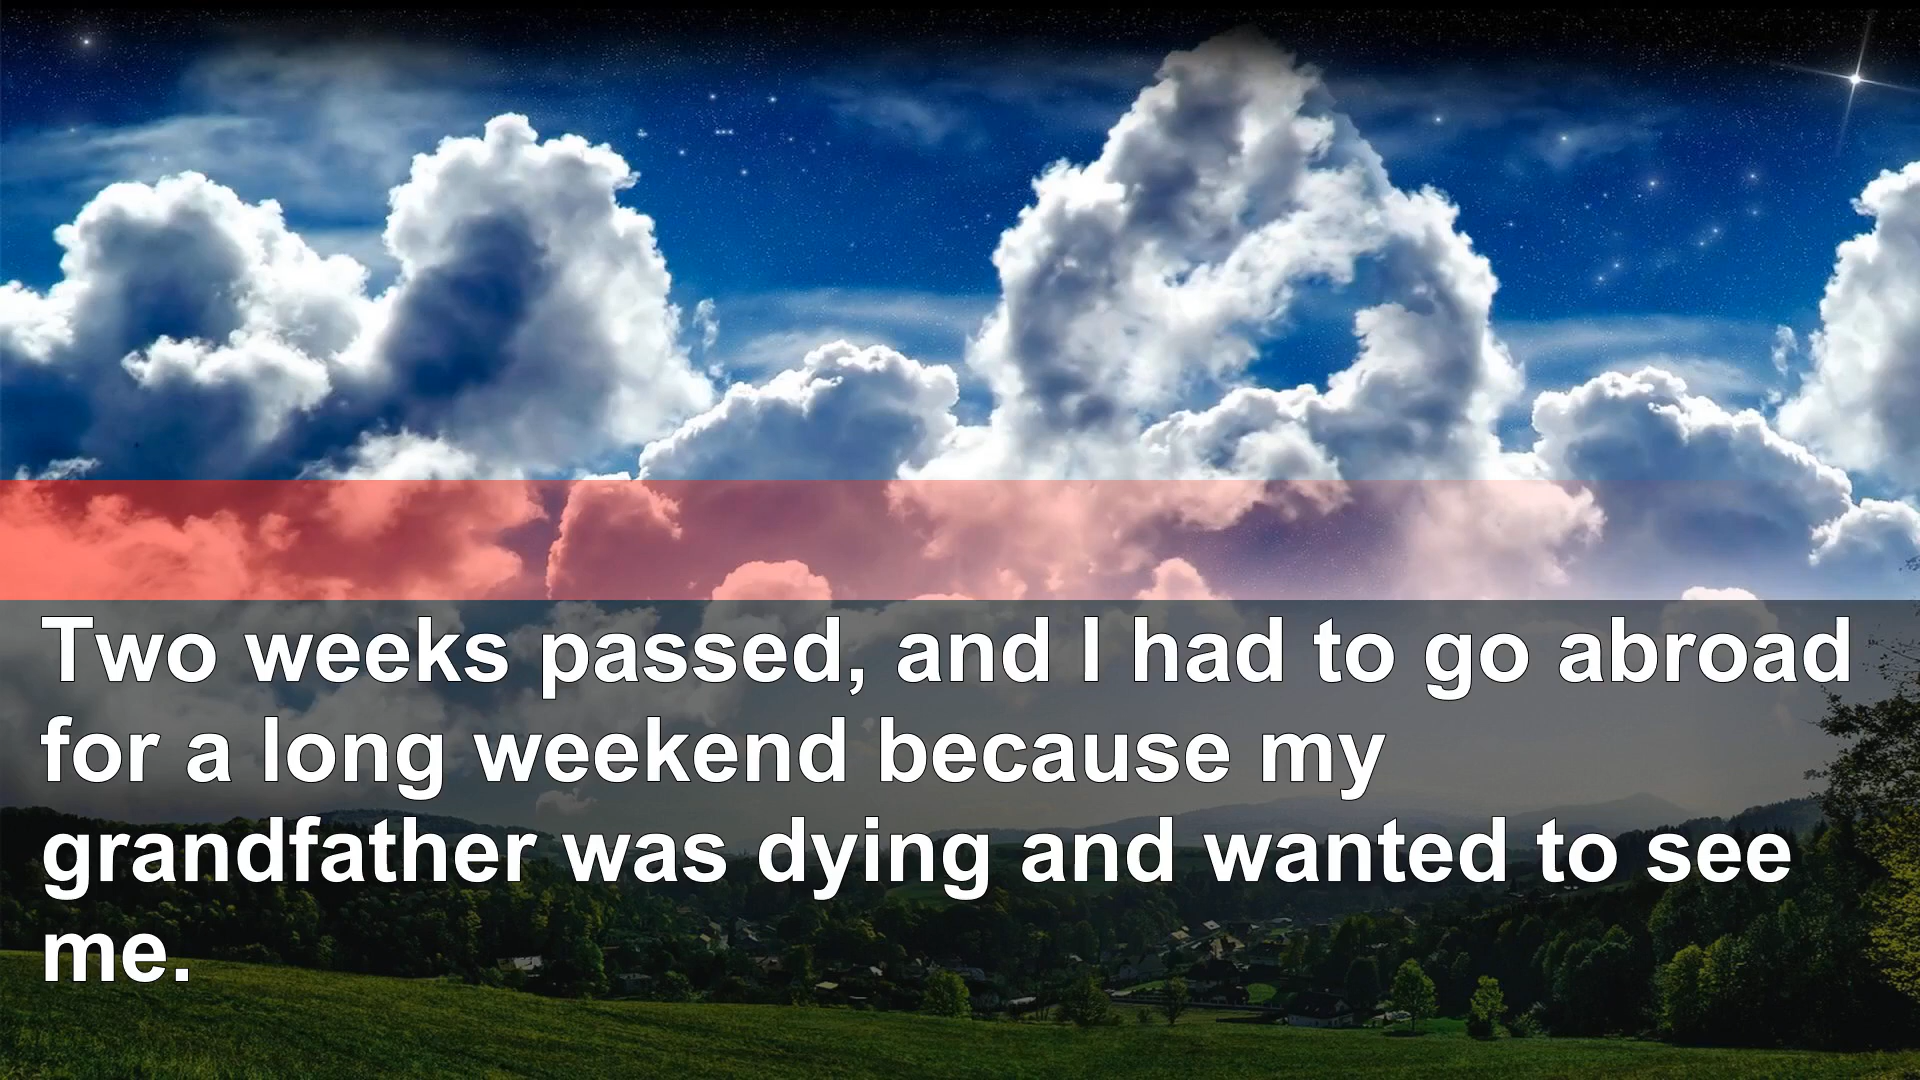 Two weeks passed, and I had to go abroad
for a long weekend because my
grandfather was dying and wanted to see
me.